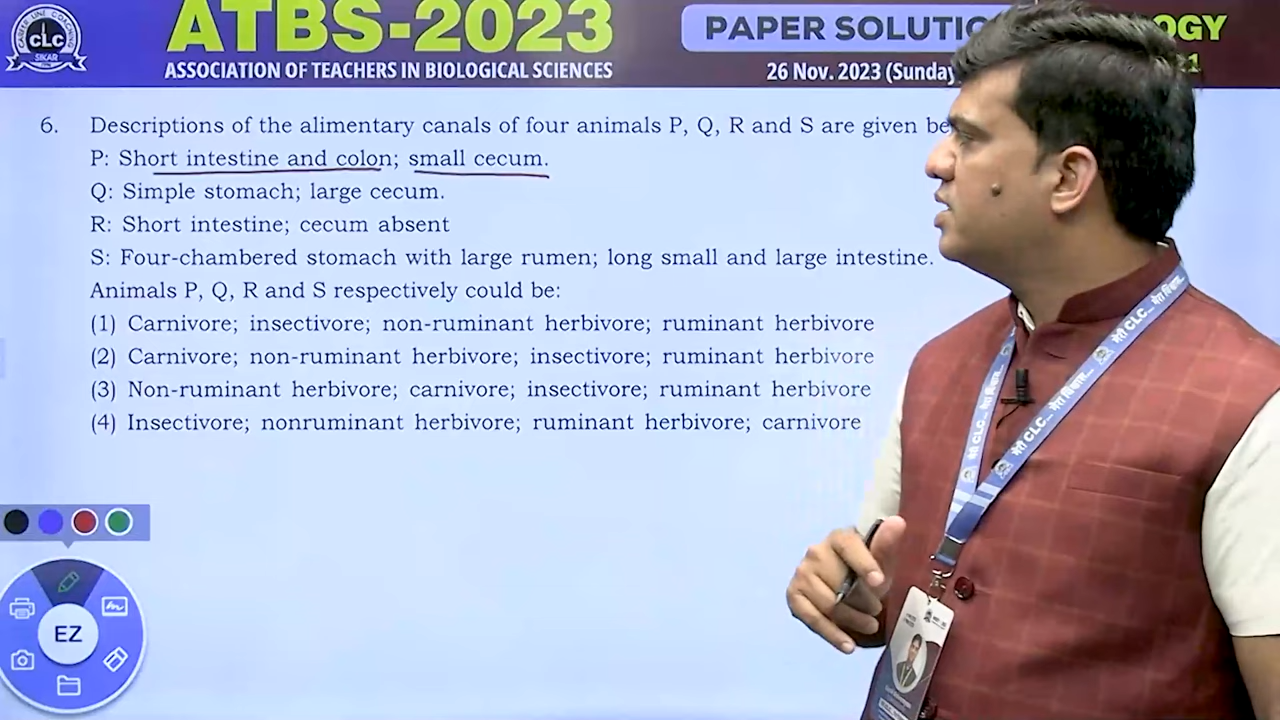 ATBS-2023
ASSOCIATION OF TEACHERS IN BIOLOGICAL SCIENCES
PAPER
26 Nov. 2023 (Sunday
CLC
SIKAR
6. Descriptions of the alimentary canals of four animals P, Q, R and S are given
P: Short intestine and colon; small cecum.
Q: Simple stomach; large cecum.
R: Short intestine; cecum absent
S: Four-chambered stomach with large rumen; long small and large intestine.
Animals P, Q, R and S respectively could be:
(1) Carnivore; insectivore; non-ruminant herbivore; ruminant herbivore
(2) Carnivore; non-ruminant herbivore; insectivore; ruminant herbivore
(3) Non-ruminant herbivore; carnivore; insectivore; ruminant herbivore
(4) Insectivore; nonruminant herbivore; ruminant herbivore; carnivore
EZ